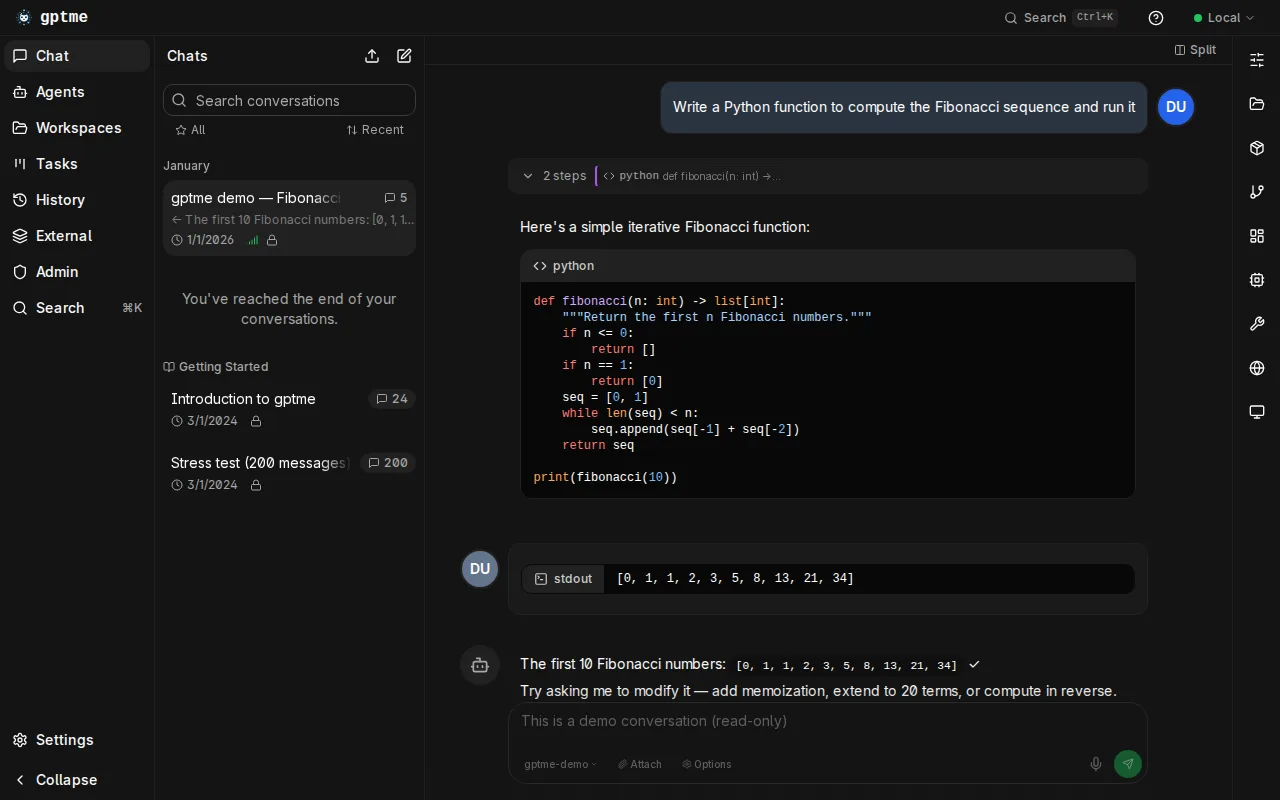 gptme
Search Ctrl+K
Local
Chat
Agents
Workspaces
Tasks
History
External
Admin
Search ⌘K
Settings
Collapse
Chats
Search conversations
All
Recent
January
gptme demo — Fibonacci
5
← The first 10 Fibonacci numbers: [0, 1, 1...
1/1/2026
You've reached the end of your
conversations.
Getting Started
Introduction to gptme
24
3/1/2024
Stress test (200 messages)
200
3/1/2024
Split
Write a Python function to compute the Fibonacci sequence and run it
DU
2 steps
python def fibonacci(n: int) →...
Here's a simple iterative Fibonacci function:
python
def fibonacci(n: int) -> list[int]:
    """Return the first n Fibonacci numbers."""
    if n <= 0:
        return []
    if n == 1:
        return [0]
    seq = [0, 1]
    while len(seq) < n:
        seq.append(seq[-1] + seq[-2])
    return seq
print(fibonacci(10))
DU
stdout
[0, 1, 1, 2, 3, 5, 8, 13, 21, 34]
The first 10 Fibonacci numbers: [0, 1, 1, 2, 3, 5, 8, 13, 21, 34] ✓
Try asking me to modify it — add memoization, extend to 20 terms, or compute in reverse.
This is a demo conversation (read-only)
gptme-demo
Attach
Options